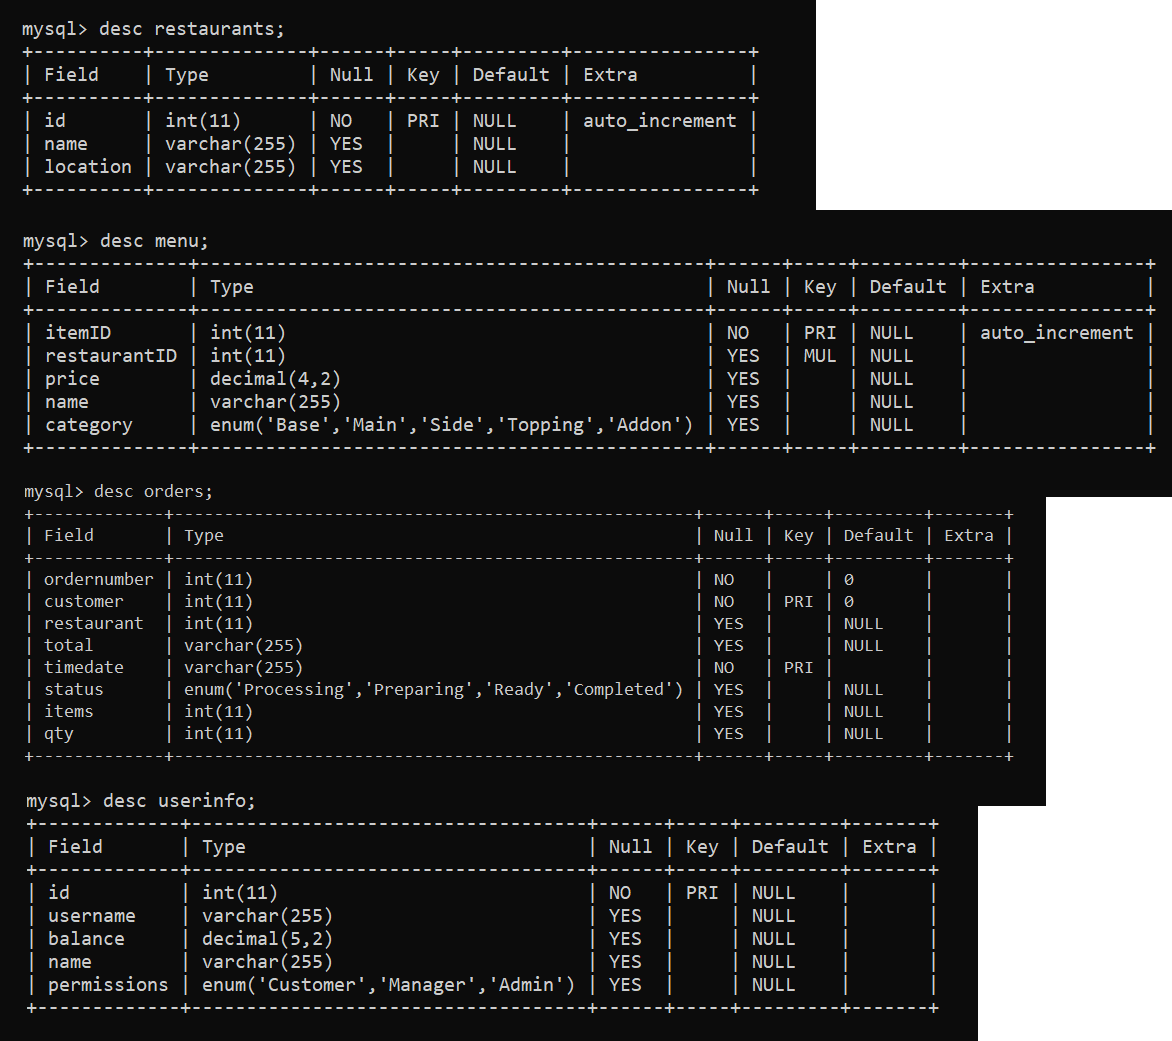 mysql> desc restaurants;
+----------+--------------+------+-----+---------+----------------+
| Field    | Type         | Null | Key | Default | Extra          |
+----------+--------------+------+-----+---------+----------------+
| id       | int(11)      | NO   | PRI | NULL    | auto_increment |
| name     | varchar(255) | YES  |     | NULL    |                |
| location | varchar(255) | YES  |     | NULL    |                |
+----------+--------------+------+-----+---------+----------------+
mysql> desc menu;
+--------------+----------------------------------------------+------+-----+---------+----------------+
| Field        | Type                                         | Null | Key | Default | Extra          |
+--------------+----------------------------------------------+------+-----+---------+----------------+
| itemID       | int(11)                                      | NO   | PRI | NULL    | auto_increment |
| restaurantID | int(11)                                      | YES  | MUL | NULL    |                |
| price        | decimal(4,2)                                 | YES  |     | NULL    |                |
| name         | varchar(255)                                 | YES  |     | NULL    |                |
| category     | enum('Base','Main','Side','Topping','Addon') | YES  |     | NULL    |                |
+--------------+----------------------------------------------+------+-----+---------+----------------+
mysql> desc orders;
+-------------+----------------------------------------------------+------+-----+---------+-------+
| Field       | Type                                               | Null | Key | Default | Extra |
+-------------+----------------------------------------------------+------+-----+---------+-------+
| ordernumber | int(11)                                            | NO   |     | 0       |       |
| customer    | int(11)                                            | NO   | PRI | 0       |       |
| restaurant  | int(11)                                            | YES  |     | NULL    |       |
| total       | varchar(255)                                       | YES  |     | NULL    |       |
| timedate    | varchar(255)                                       | NO   | PRI |         |       |
| status      | enum('Processing','Preparing','Ready','Completed') | YES  |     | NULL    |       |
| items       | int(11)                                            | YES  |     | NULL    |       |
| qty         | int(11)                                            | YES  |     | NULL    |       |
+-------------+----------------------------------------------------+------+-----+---------+-------+
mysql> desc userinfo;
+-------------+------------------------------------+------+-----+---------+-------+
| Field       | Type                               | Null | Key | Default | Extra |
+-------------+------------------------------------+------+-----+---------+-------+
| id          | int(11)                            | NO   | PRI | NULL    |       |
| username    | varchar(255)                       | YES  |     | NULL    |       |
| balance     | decimal(5,2)                       | YES  |     | NULL    |       |
| name        | varchar(255)                       | YES  |     | NULL    |       |
| permissions | enum('Customer','Manager','Admin') | YES  |     | NULL    |       |
+-------------+------------------------------------+------+-----+---------+-------+